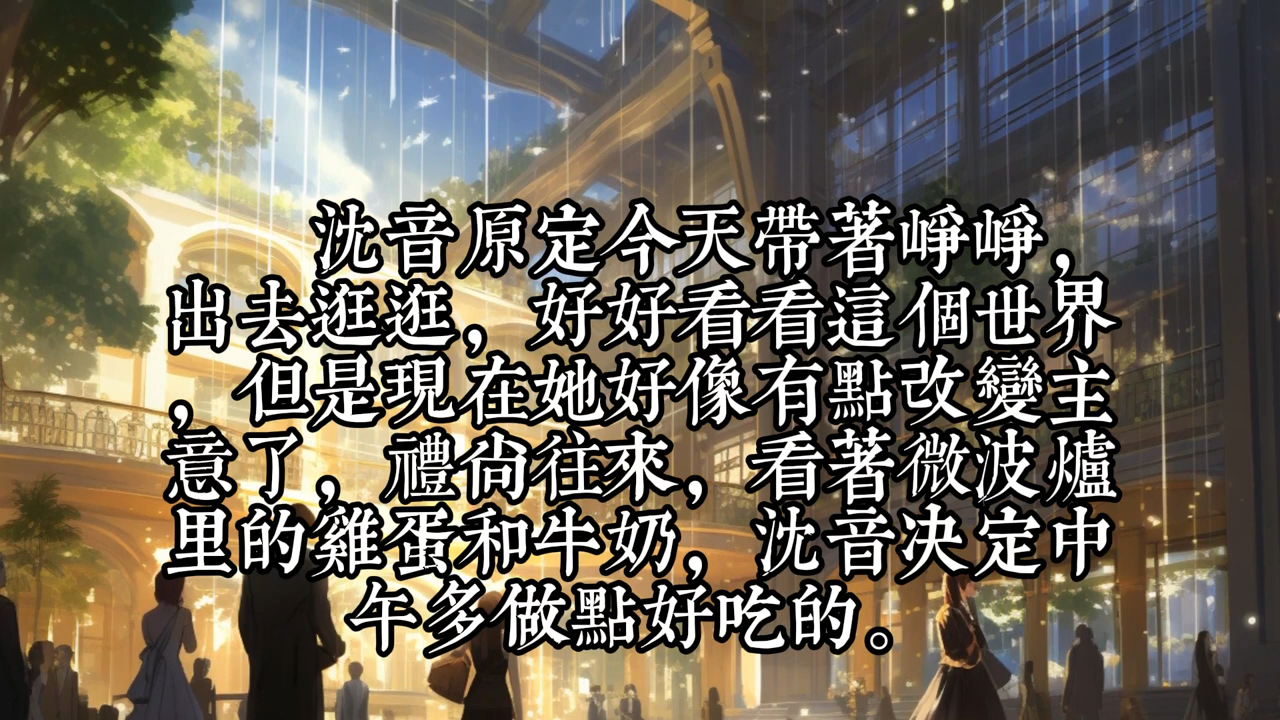 沈音原定今天帶著崢崢，
出去逛逛，好好看看這個世界
，但是現在她好像有點改變主
意了，禮尚往來，看著微波爐
里的雞蛋和牛奶，沈音决定中
午多做點好吃的。